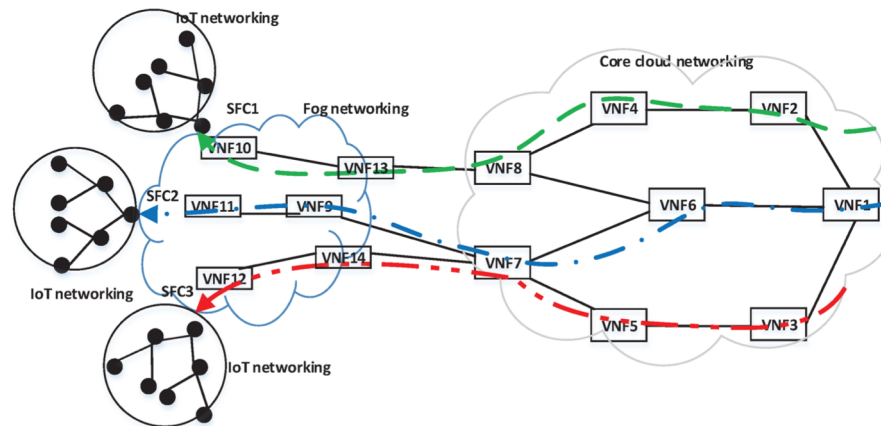 IoT networking
Core cloud networking
SFC1
Fog networking
VNF4
VNF2
VNF10
VNF13
VNF8
SFC2
VNF11
VNF9
VNF6
VNF1
VNF14
VNF7
VNF12
IoT networking
SFC3
VNF5
VNF3
IoT networking